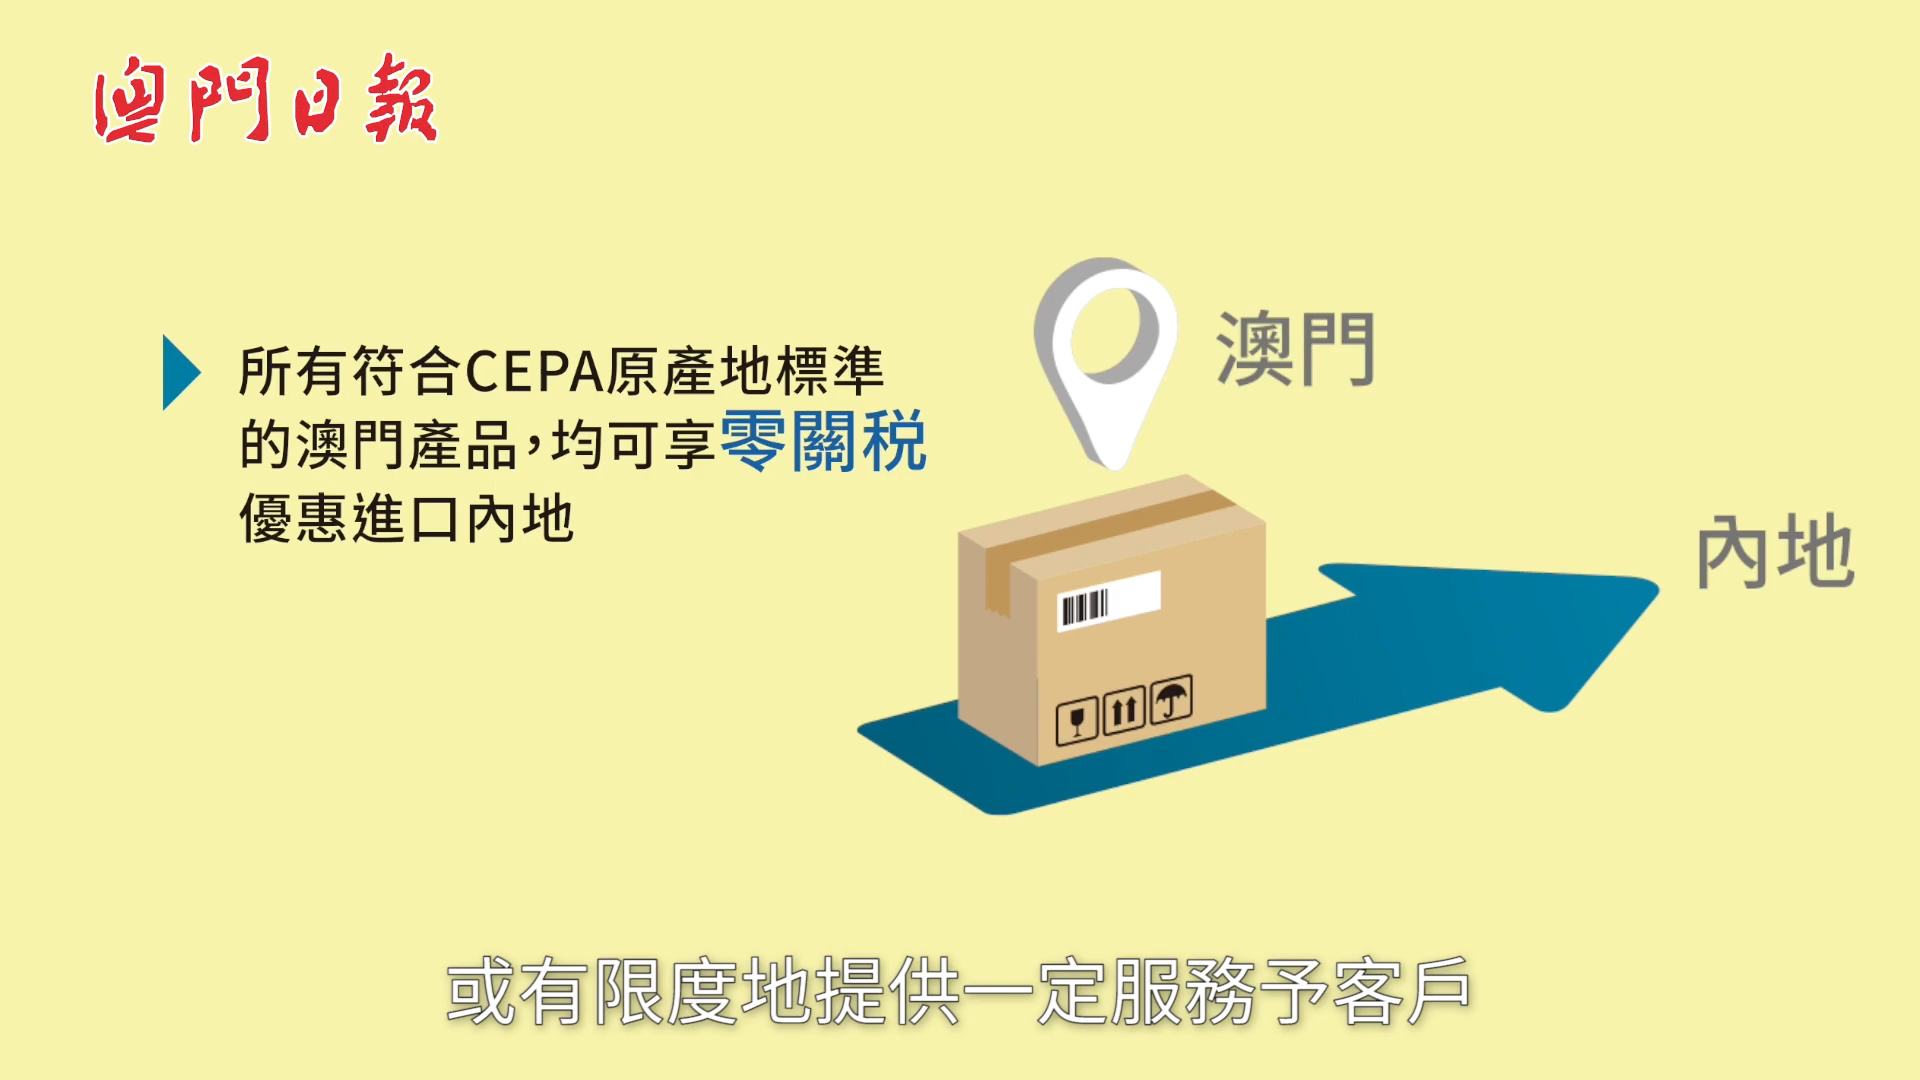 澳門日報
所有符合CEPA原產地標準
的澳門產品，均可享零關税
優惠進口內地
澳門
內地
或有限度地提供一定服務予客戶